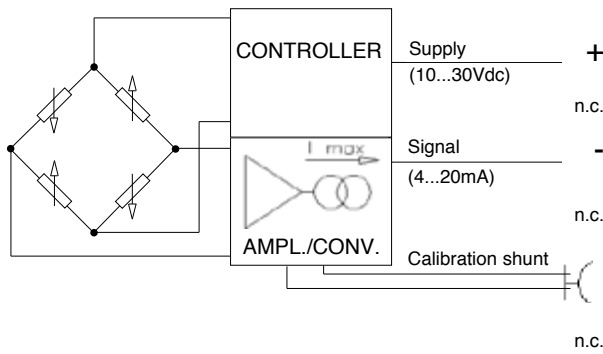 CONTROLLER
Supply
(10...30Vdc)
+
n.c.
I max
Signal
(4...20mA)
-
n.c.
AMPL./CONV.
Calibration shunt
n.c.